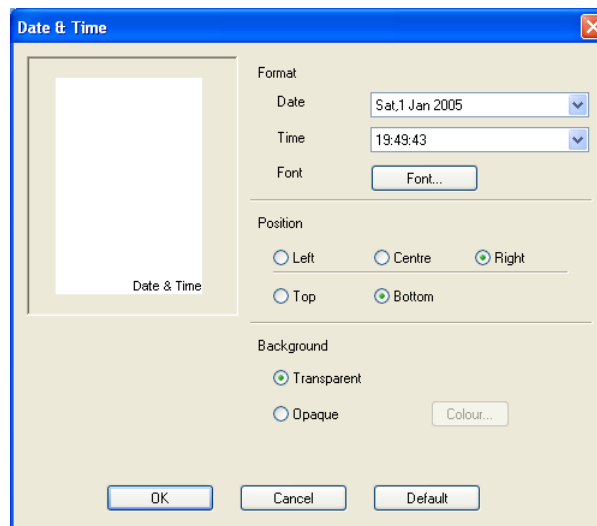 Date & Time
Format
Date
Sat,1 Jan 2005
Time
19:49:43
Font
Font...
Position
Left
Centre
Right
Top
Bottom
Date & Time
Background
Transparent
Opaque
Colour...
OK
Cancel
Default